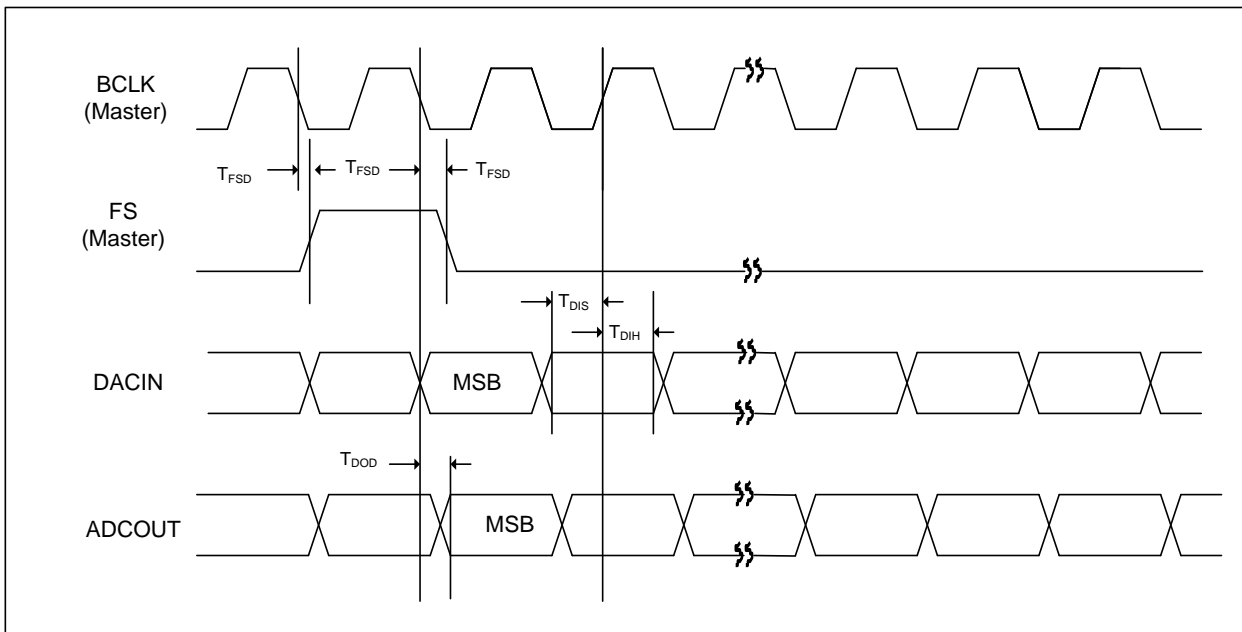 BCLK
(Master)
TFSD TFSD TFSD
FS
(Master)
TDIS
TDIH
DACIN
MSB
TDOD
ADCOUT
MSB